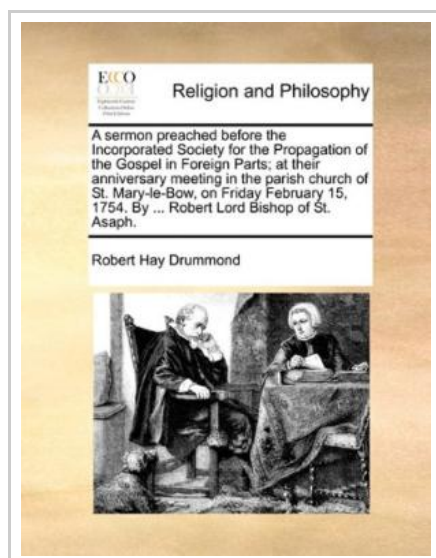 ECCO
Religion and Philosophy
A sermon preached before the
Incorporated Society for the Propagation of
the Gospel in Foreign Parts; at their
anniversary meeting in the parish church of
St. Mary-le-Bow, on Friday February 15,
1754. By ... Robert Lord Bishop of St.
Asaph.
Robert Hay Drummond